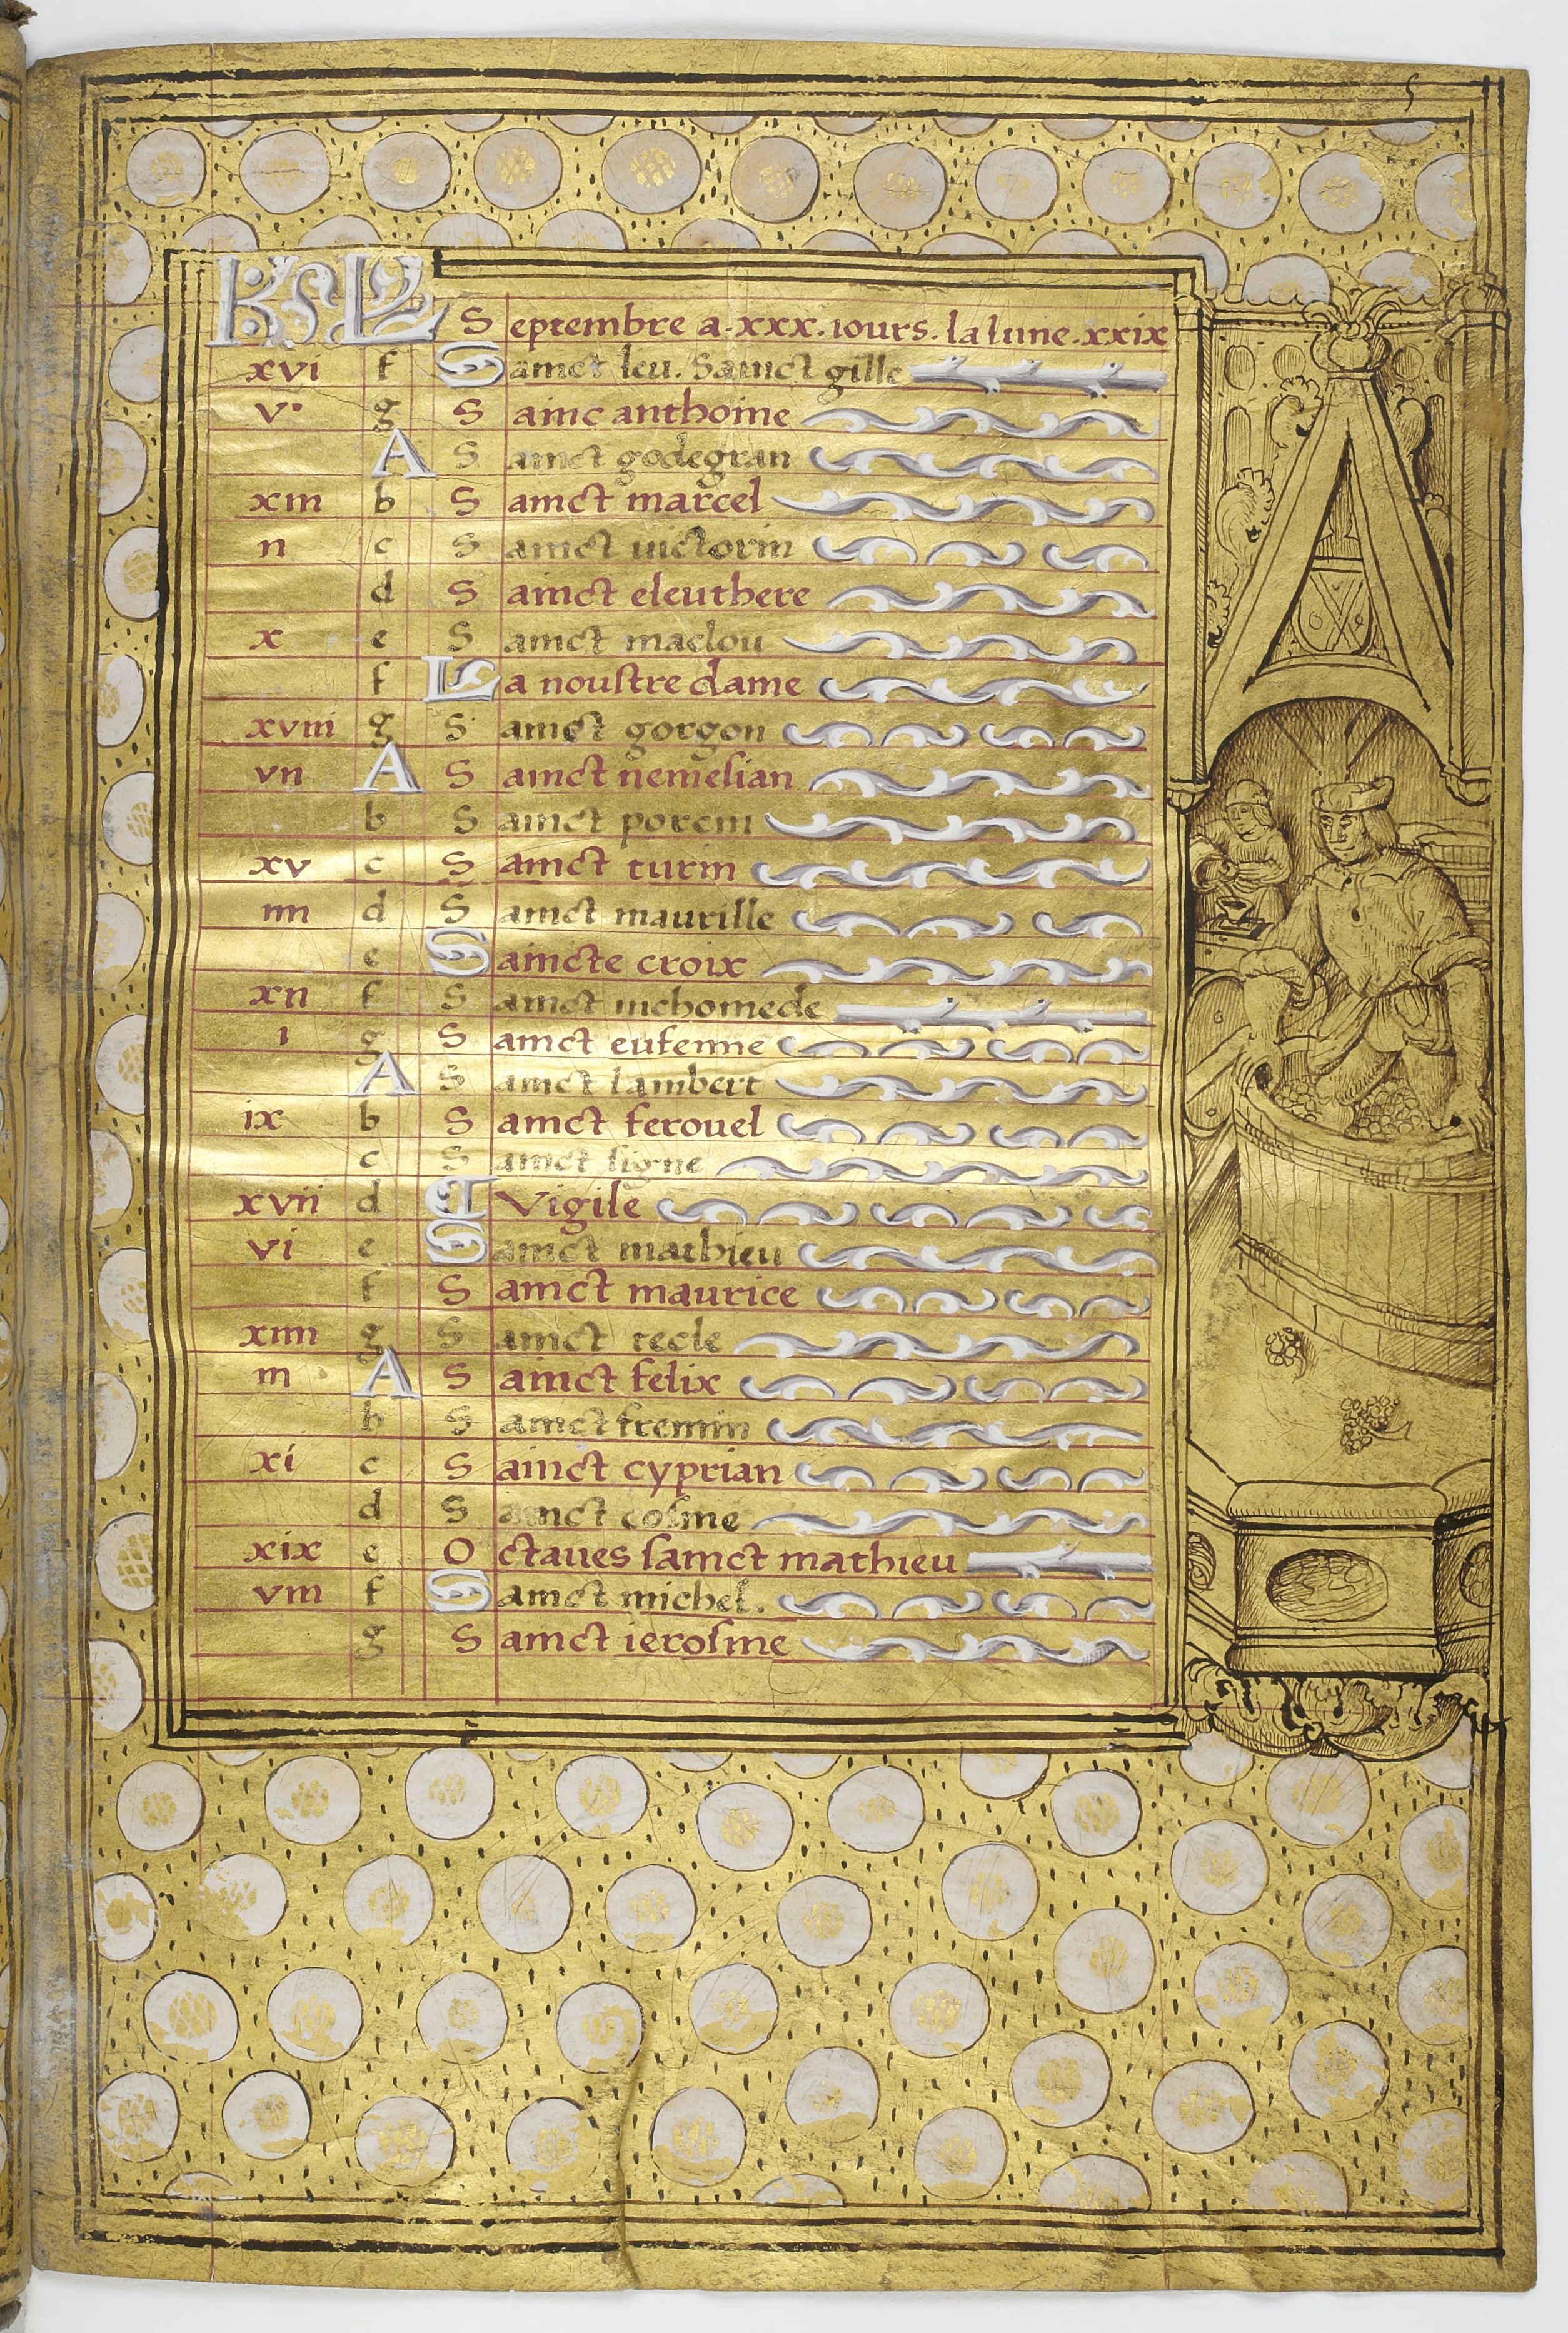 5
KL Septembre a.xxx.iours.la lune.xxix
xvi f Sainct leu. Sainct gille
v. g Sainc anthoine
A Sainct godegran
xiii b Sainct marcel
ii c Sainct victorin
d Sainct eleuthere
x e Sainct maclou
f La nouſtre dame
xviii g Sainct gorgon
vii A Sainct nemeſian
b Sainct porcin
xv c Sainct turin
iiii d Sainct maurille
e Saincte croix
xii f Sainct nichomede
i g Sainct eufemie
A Sainct lambert
ix b Sainct ferouel
c Sainct ſigne
xvii d Vigile
vi e Sainct mathieu
f Sainct maurice
xiiii g Sainct tecle
iii A Sainct felix
b Sainct fremin
xi c Sainct cyprian
d Sainct coſme
xix e Octaues ſainct mathieu
viii f Sainct michel.
g Sainct ieroſme